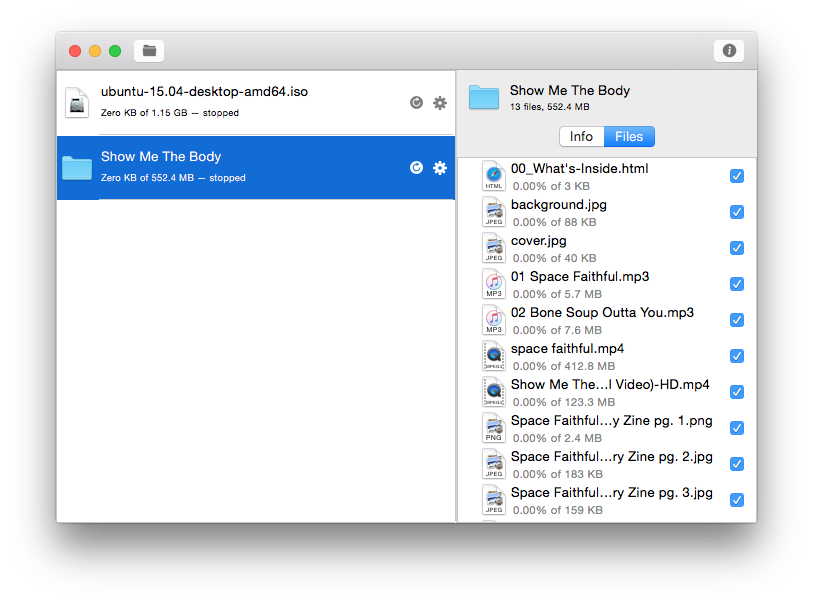 ubuntu-15.04-desktop-amd64.iso
Zero KB of 1.15 GB — stopped
Show Me The Body
Zero KB of 552.4 MB — stopped
Show Me The Body
13 files, 552.4 MB
Info Files
00_What's-Inside.html
0.00% of 3 KB
HTML
background.jpg
0.00% of 88 KB
JPEG
cover.jpg
0.00% of 40 KB
JPEG
01 Space Faithful.mp3
0.00% of 5.7 MB
MP3
02 Bone Soup Outta You.mp3
0.00% of 7.6 MB
MP3
space faithful.mp4
0.00% of 412.8 MB
Show Me The...l Video)-HD.mp4
0.00% of 123.3 MB
Space Faithful...y Zine pg. 1.png
0.00% of 2.4 MB
PNG
Space Faithful...ry Zine pg. 2.jpg
0.00% of 183 KB
JPEG
Space Faithful...ry Zine pg. 3.jpg
0.00% of 159 KB
JPEG